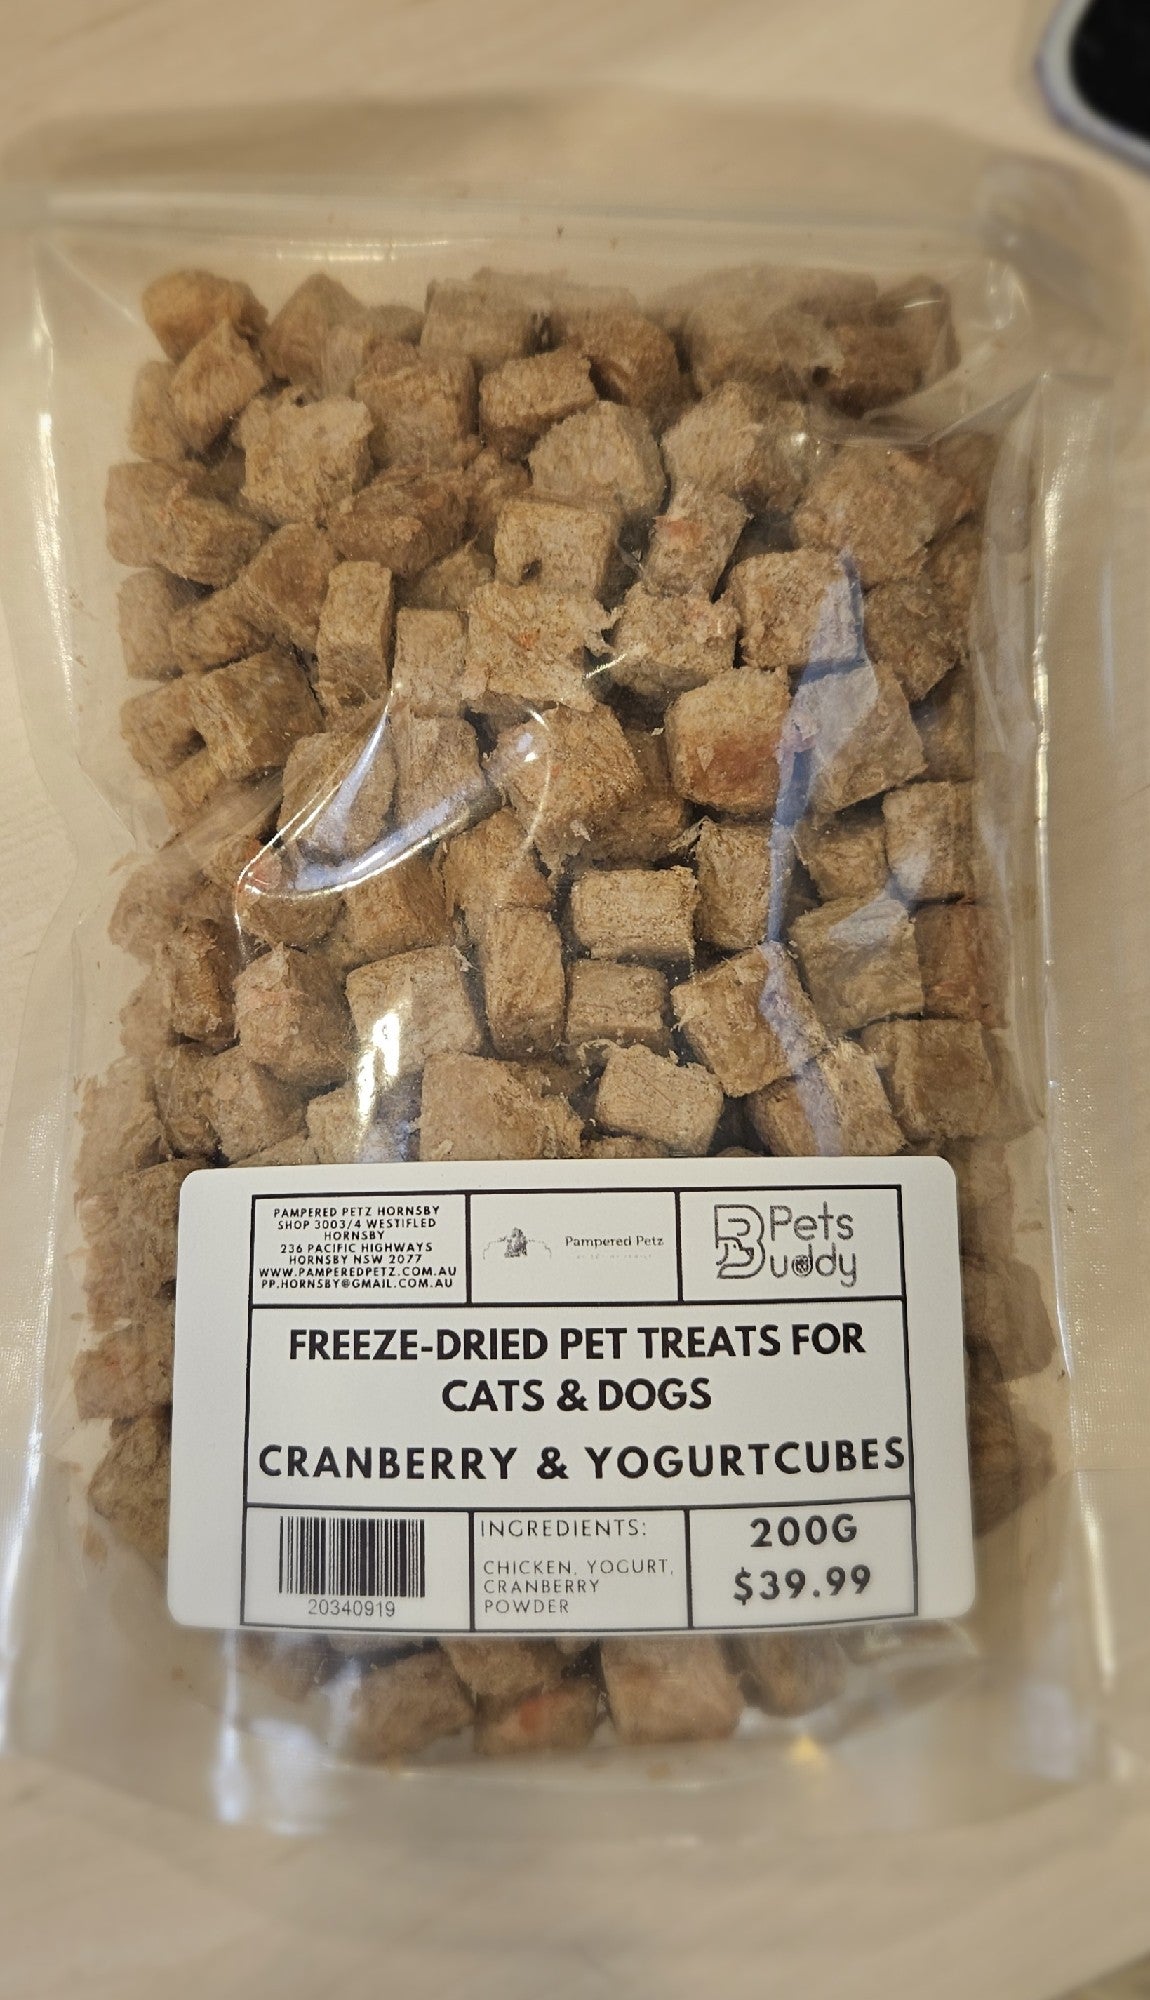 PAMPERED PETZ HORNSBY
SHOP 3003/4 WESTIFLED
HORNSBY
236 PACIFIC HIGHWAYS
HORNSBY NSW 2077
WWW.PAMPEREDPETZ.COM.AU
PP.HORNSBY@GMAIL.COM.AU
Pampered Petz
Pets
Buddy
FREEZE-DRIED PET TREATS FOR
CATS & DOGS
CRANBERRY & YOGURTCUBES
20340919
INGREDIENTS:
CHICKEN, YOGURT,
CRANBERRY
POWDER
200G
$39.99